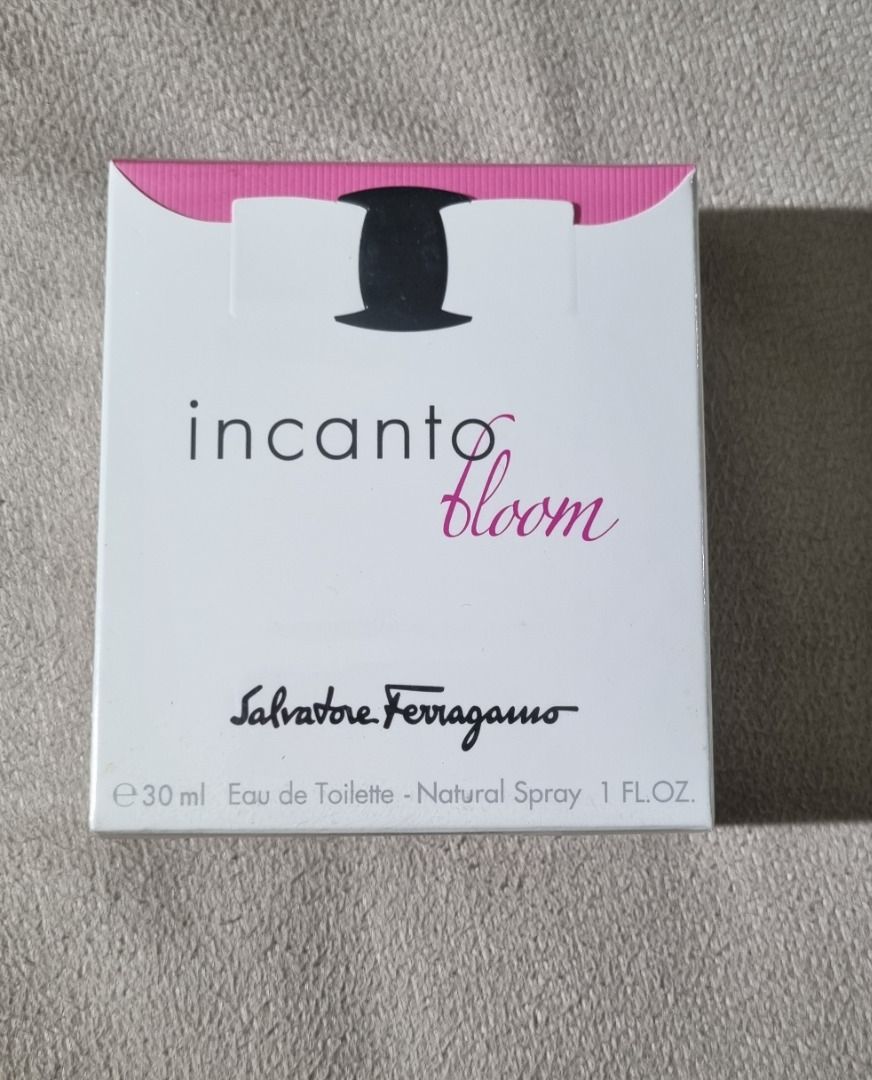 incanto
bloom
Salvatore Ferragamo
℮ 30 ml Eau de Toilette - Natural Spray 1 FL.OZ.